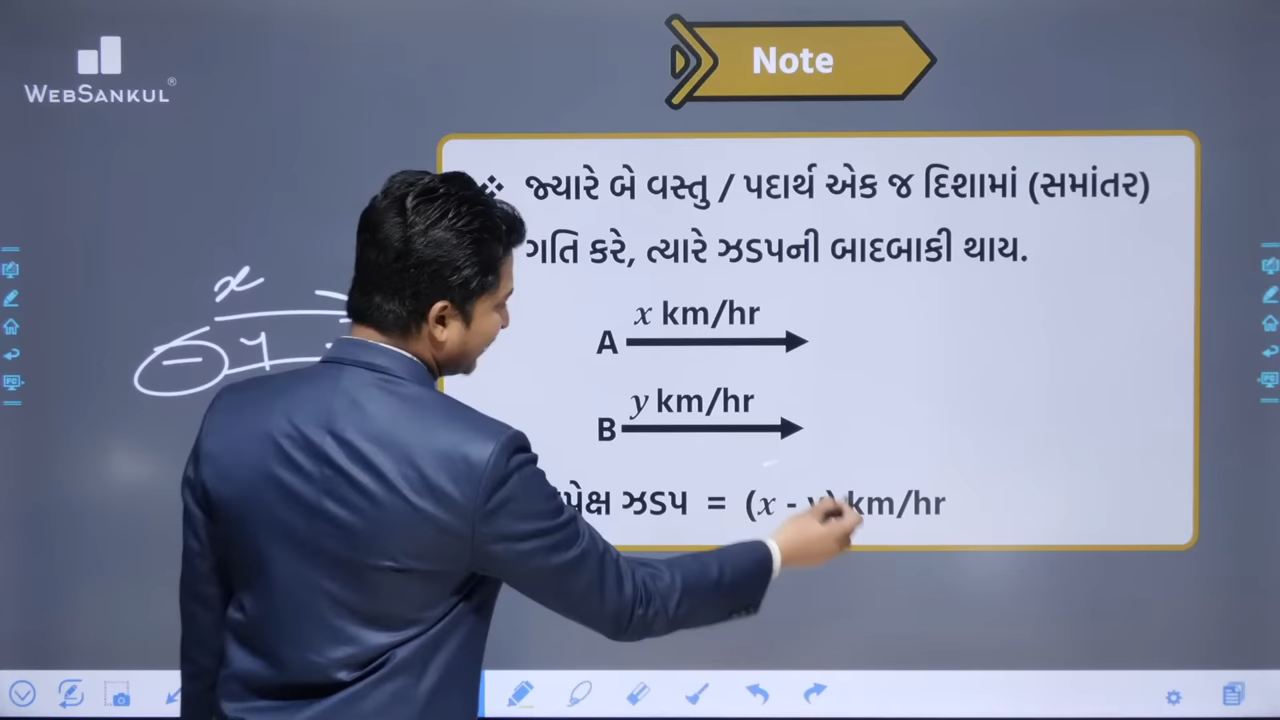 WEBSANKUL®
Note
❖ જ્યારે બે વસ્તુ / પદાર્થ એક જ દિશામાં (સમાંતર)
ગતિ કરે, ત્યારે ઝડપની બાદબાકી થાય.
x
x km/hr
A
- y
y km/hr
B
ઝડપ = (x - y) km/hr